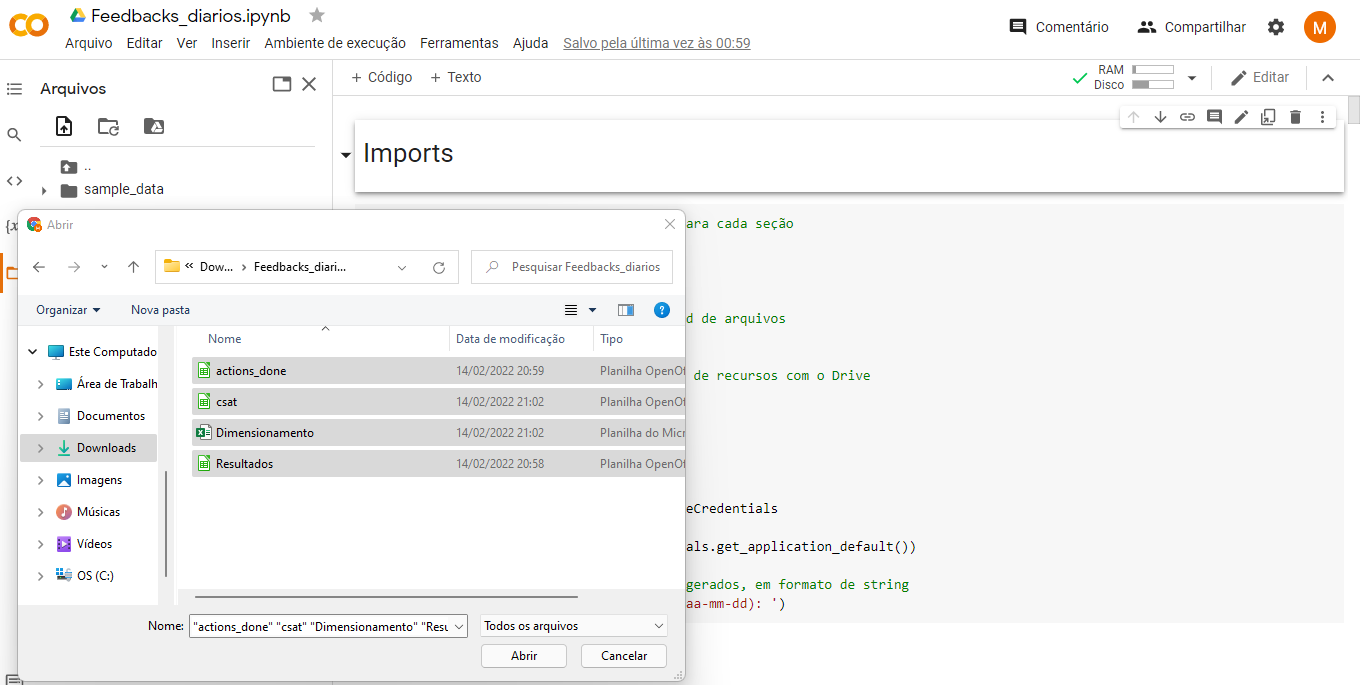 Feedbacks_diarios.ipynb
Arquivo Editar Ver Inserir Ambiente de execução Ferramentas Ajuda Salvo pela última vez às 00:59
Comentário Compartilhar M
Arquivos
+ Código + Texto
RAM
Disco
Editar
..
sample_data
Imports
{x
ara cada seção
d de arquivos
de recursos com o Drive
eCredentials
als.get_application_default())
gerados, em formato de string
aa-mm-dd): ')
Abrir
« Dow... › Feedbacks_diari...
Pesquisar Feedbacks_diarios
Organizar Nova pasta
?
Este Computado
Área de Trabalh
Documentos
Downloads
Imagens
Músicas
Vídeos
OS (C:)
Nome Data de modificação Tipo
actions_done 14/02/2022 20:59 Planilha OpenOf
csat 14/02/2022 21:02 Planilha OpenOf
Dimensionamento 14/02/2022 21:02 Planilha do Micr
Resultados 14/02/2022 20:58 Planilha OpenOf
Nome: "actions_done" "csat" "Dimensionamento" "Resu
Todos os arquivos
Abrir Cancelar